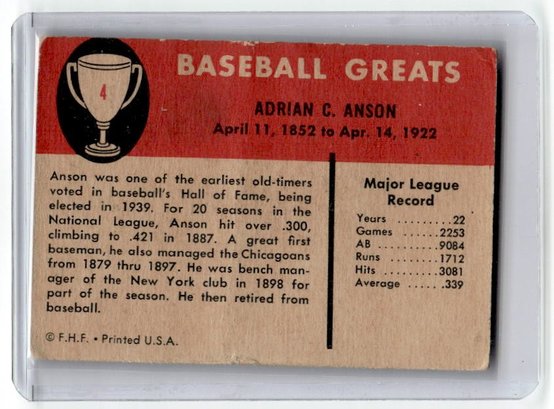 4
BASEBALL GREATS
ADRIAN C. ANSON
April 11, 1852 to Apr. 14, 1922
Anson was one of the earliest old-timers
voted in baseball's Hall of Fame, being
elected in 1939. For 20 seasons in the
National League, Anson hit over .300,
climbing to .421 in 1887. A great first
baseman, he also managed the Chicagoans
from 1879 thru 1897. He was bench man-
ager of the New York club in 1898 for
part of the season. He then retired from
baseball.
© F.H.F. • Printed U.S.A.
Major League
Record
Years ........22
Games .......2253
AB ..........9084
Runs ........1712
Hits .........3081
Average ......339